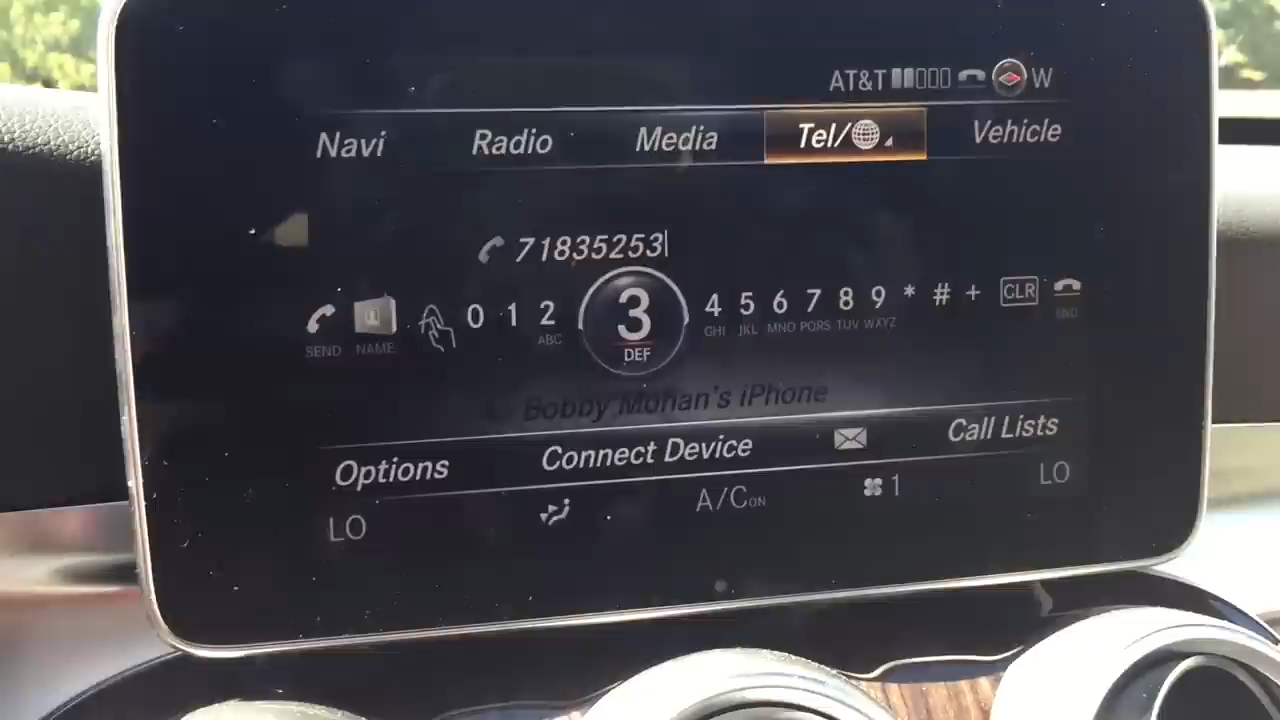 AT&T W
Navi Radio Media Tel/ Vehicle
71835253
0 1 2 3 4 5 6 7 8 9 * # + CLR
SEND NAME ABC DEF GHI JKL MNO PQRS TUV WXYZ END
Bobby Mohan's iPhone
Options Connect Device Call Lists
LO A/C ON 1 LO